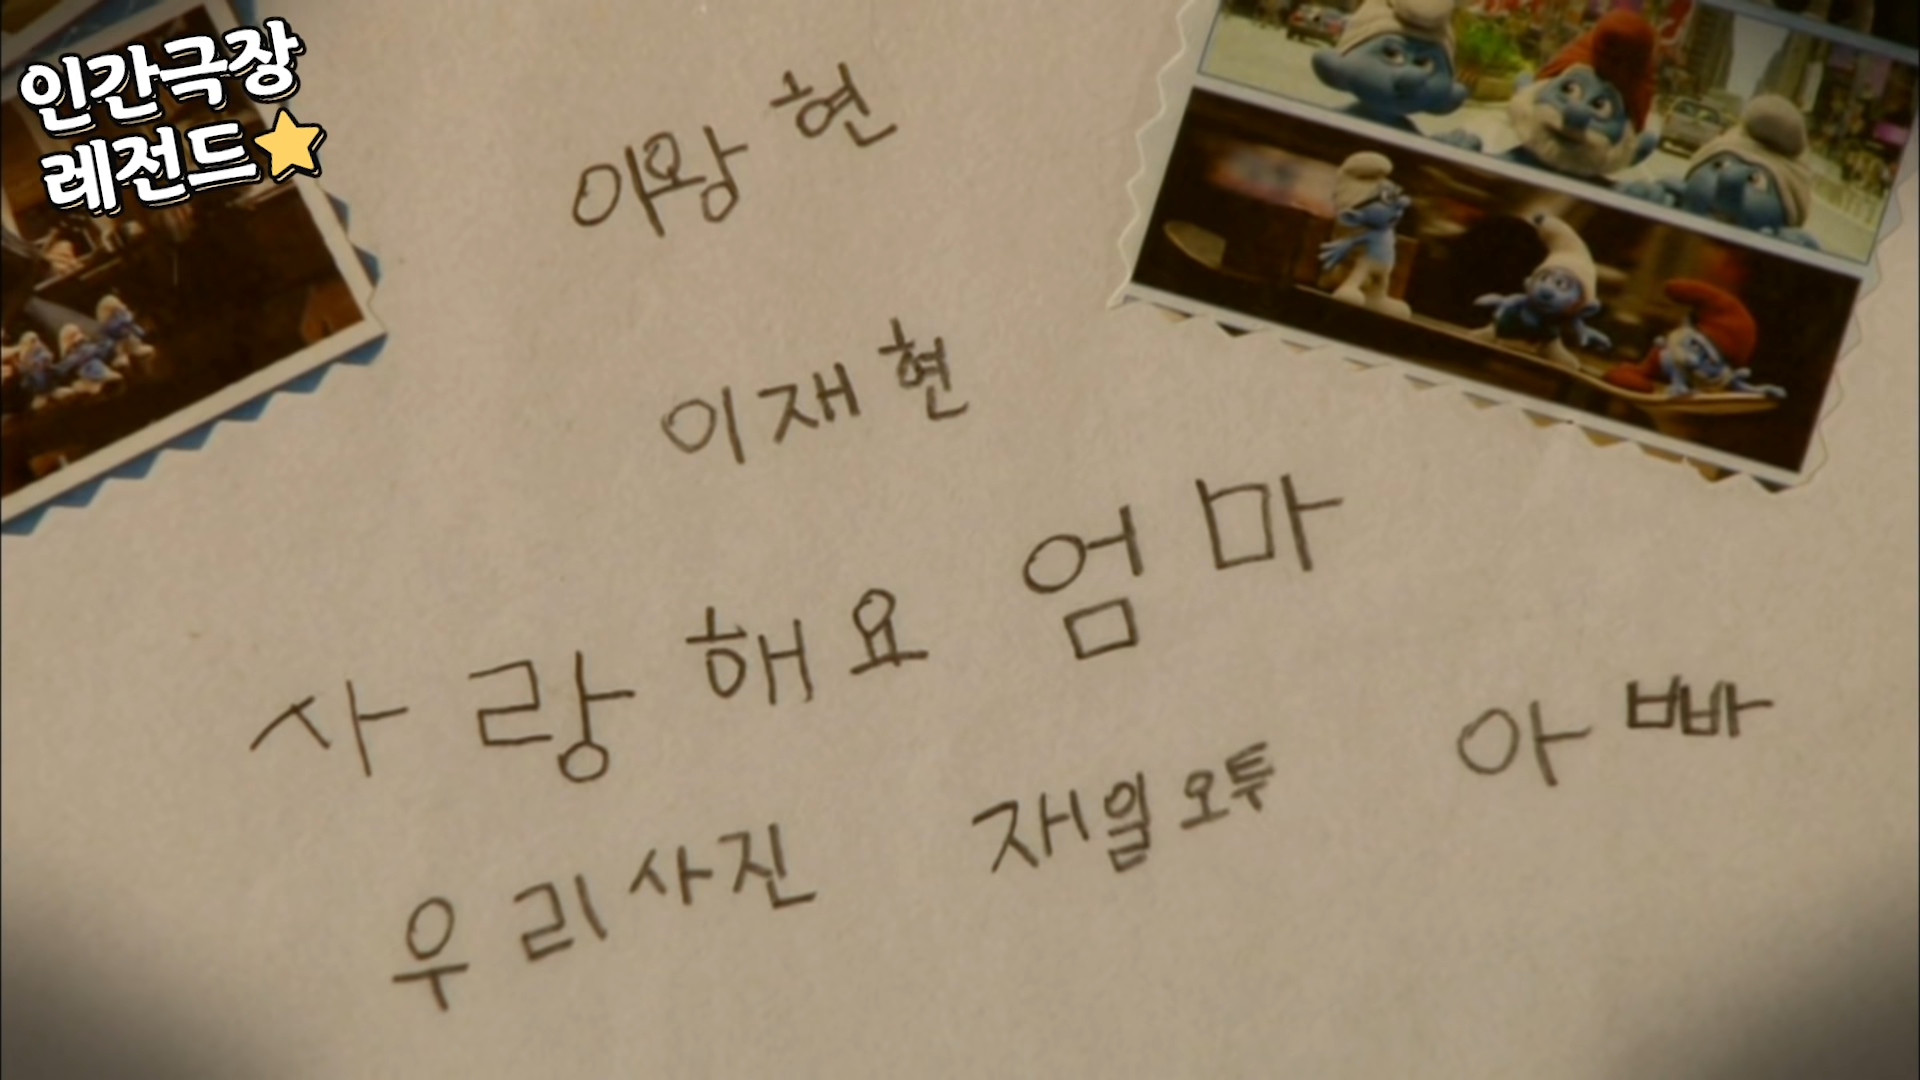 인간극장
레전드
이왕현
이재현
사랑해요 엄마
아빠
우리사진 재일 오투